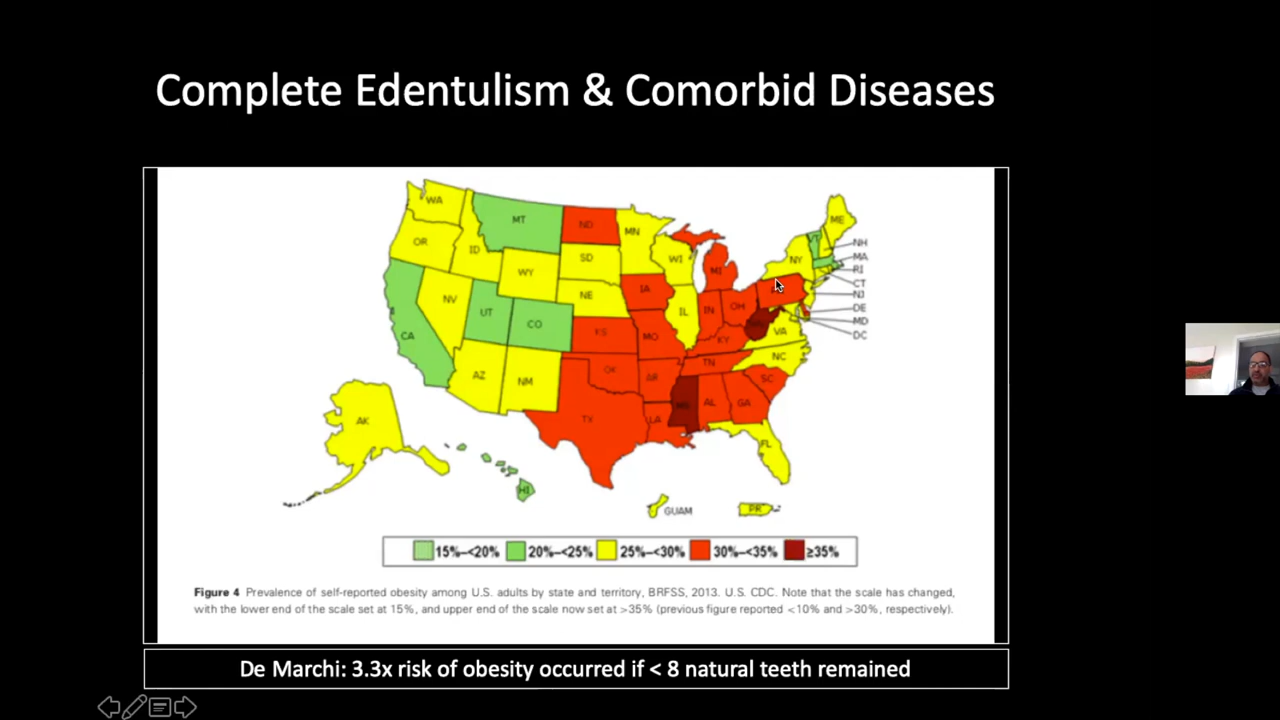 Complete Edentulism & Comorbid Diseases
WA
MT
ND
MN
ME
OR
ID
SD
WI
NY
NH
MA
WY
MI
RI
CT
NV
NE
IA
NJ
UT
CO
IL
IN
OH
DE
MD
CA
KS
MO
KY
VA
DC
AZ
NM
OK
AR
TN
NC
SC
TX
LA
MS
AL
GA
AK
FL
HI
GUAM
PR
15%–<20% 20%–<25% 25%–<30% 30%–<35% ≥35%
Figure 4 Prevalence of self-reported obesity among U.S. adults by state and territory, BRFSS, 2013. U.S. CDC. Note that the scale has changed,
with the lower end of the scale set at 15%, and upper end of the scale now set at >35% (previous figure reported <10% and >30%, respectively).
De Marchi: 3.3x risk of obesity occurred if < 8 natural teeth remained